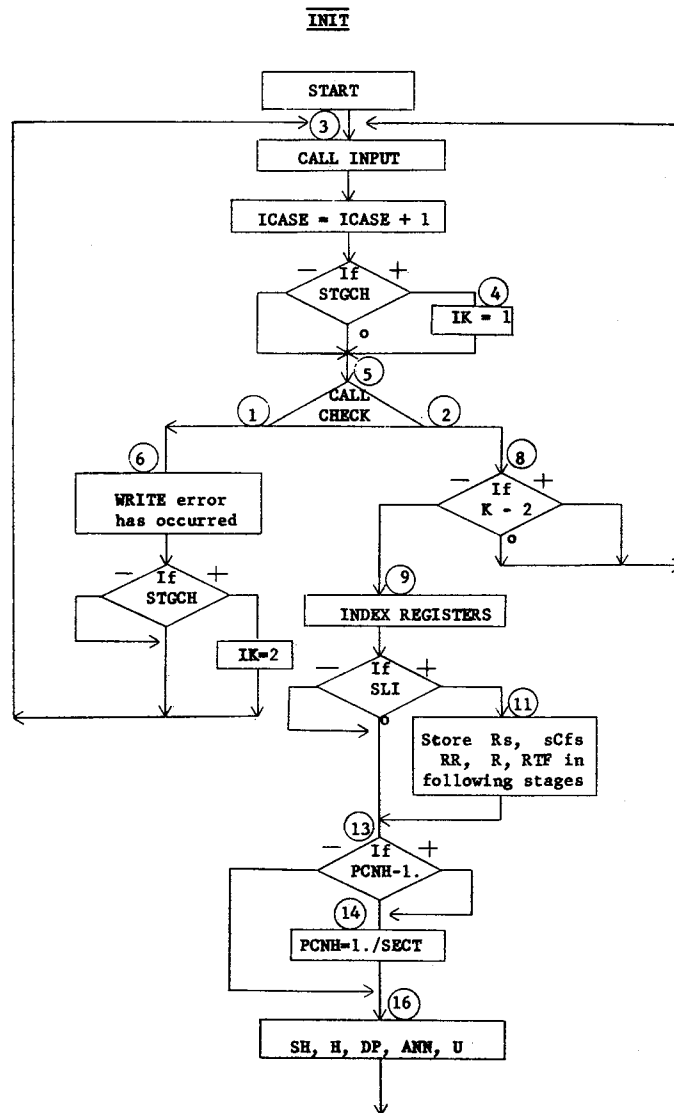 INIT
START
3
CALL INPUT
ICASE = ICASE + 1
- If +
STGCH
4
IK = 1
o
5
CALL
CHECK
1
2
6
WRITE error
has occurred
- If +
STGCH
IK=2
8
- If +
K - 2
o
9
INDEX REGISTERS
- If +
SLI
o
11
Store Rs, sCfs
RR, R, RTF in
following stages
13
- If +
PCNH-1.
14
PCNH=1./SECT
16
SH, H, DP, ANN, U